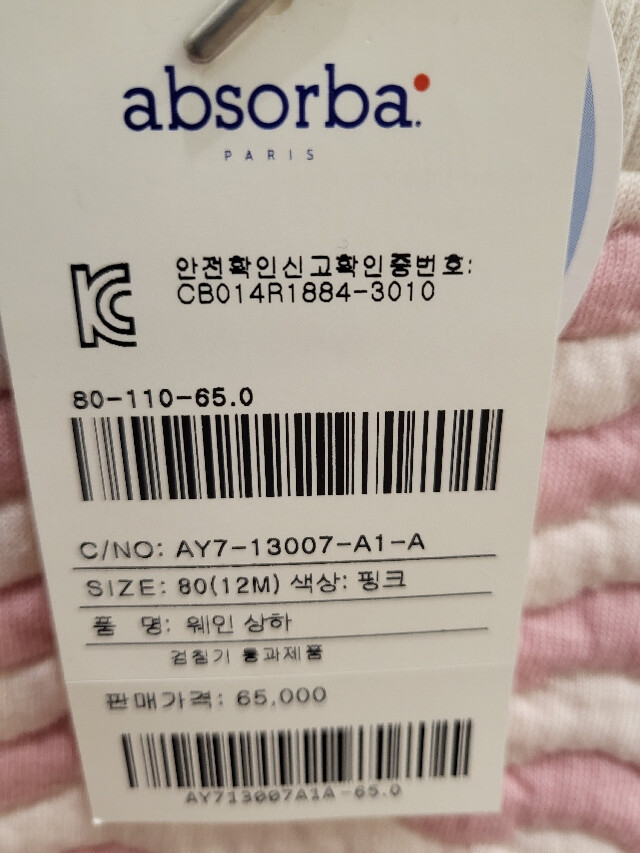 absorba.
PARIS
안전확인신고확인증번호:
CB014R1884-3010
80-110-65.0
C/NO: AY7-13007-A1-A
SIZE: 80(12M) 색상: 핑크
품 명: 웨인 상하
검침기 통과제품
판매가격: 65,000
AY713007A1A-65.0